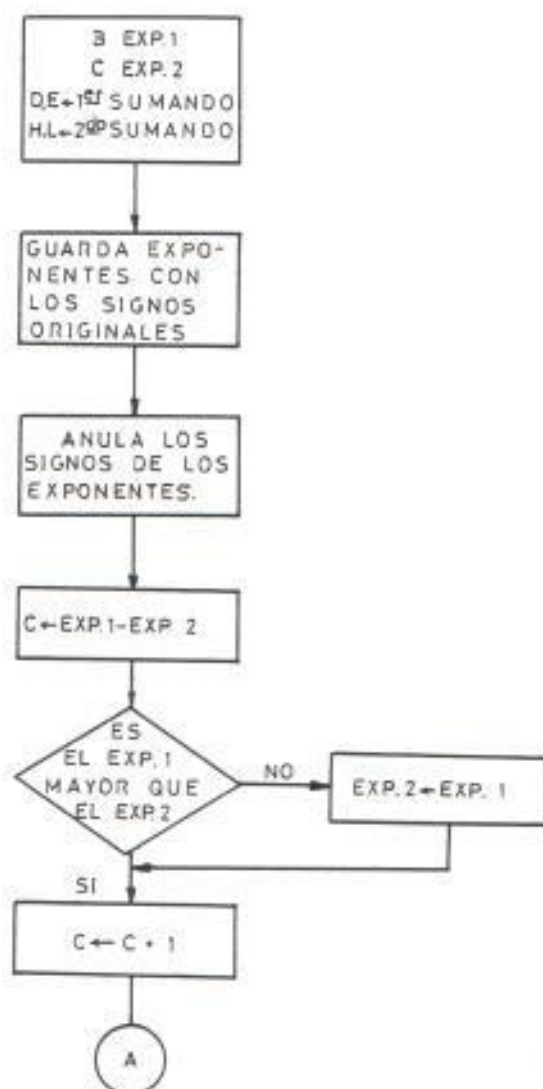 B EXP.1
C EXP.2
D,E←1er SUMANDO
H,L←2do SUMANDO
GUARDA EXPO-
NENTES CON
LOS SIGNOS
ORIGINALES
ANULA LOS
SIGNOS DE LOS
EXPONENTES.
C←EXP.1-EXP 2
ES
EL EXP.1
MAYOR QUE
EL EXP.2
NO
EXP.2←EXP. 1
SI
C← C + 1
A